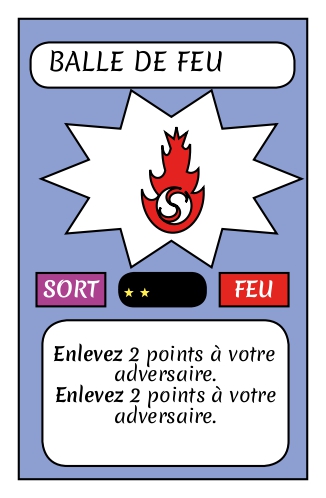 BALLE DE FEU
SORT
FEU
Enlevez 2 points à votre
adversaire.
Enlevez 2 points à votre
adversaire.